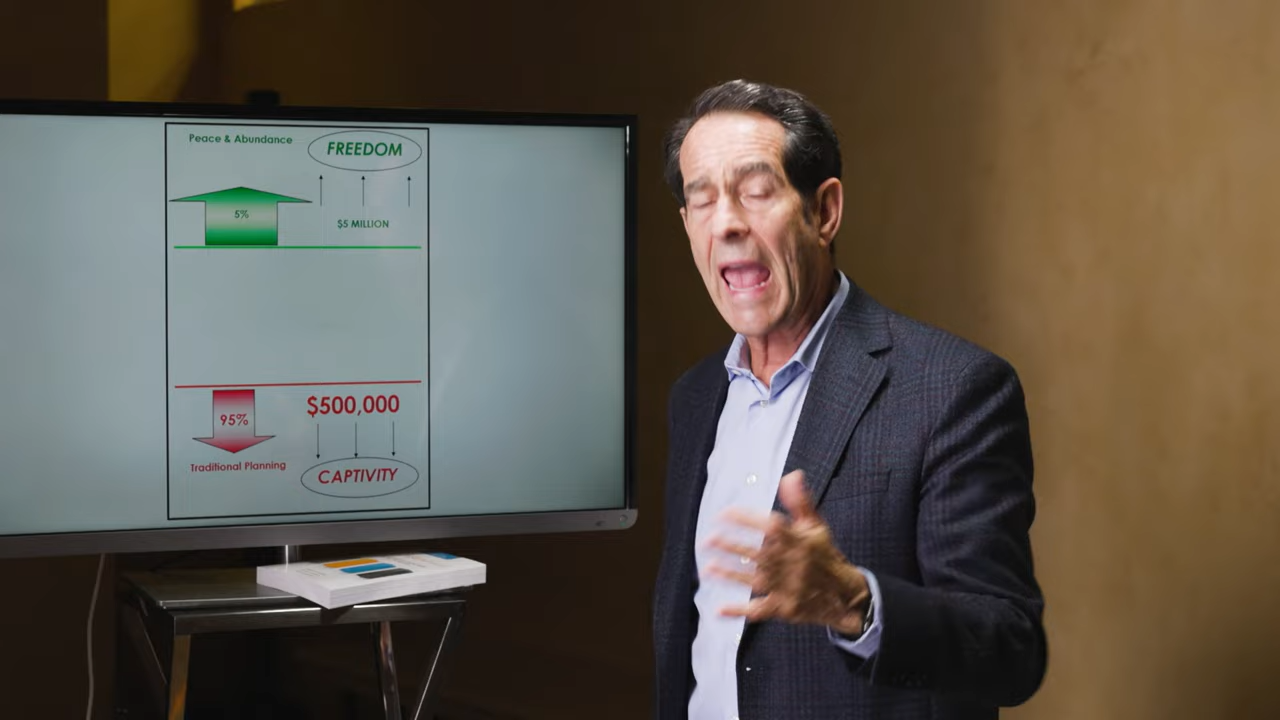 Peace & Abundance
FREEDOM
5%
$5 MILLION
$500,000
95%
Traditional Planning
CAPTIVITY